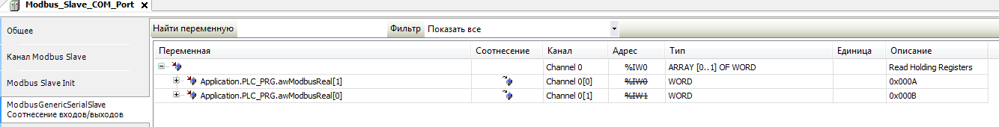 Modbus_Slave_COM_Port
Общее
Канал Modbus Slave
Modbus Slave Init
ModbusGenericSerialSlave
Соотнесение входов/выходов
Найти переменную Фильтр Показать все
Переменная Соотнесение Канал Адрес Тип Единица Описание
Channel 0 %IW0 ARRAY [0..1] OF WORD Read Holding Registers
Application.PLC_PRG.awModbusReal[1] Channel 0[0] %IW0 WORD 0x000A
Application.PLC_PRG.awModbusReal[0] Channel 0[1] %IW1 WORD 0x000B